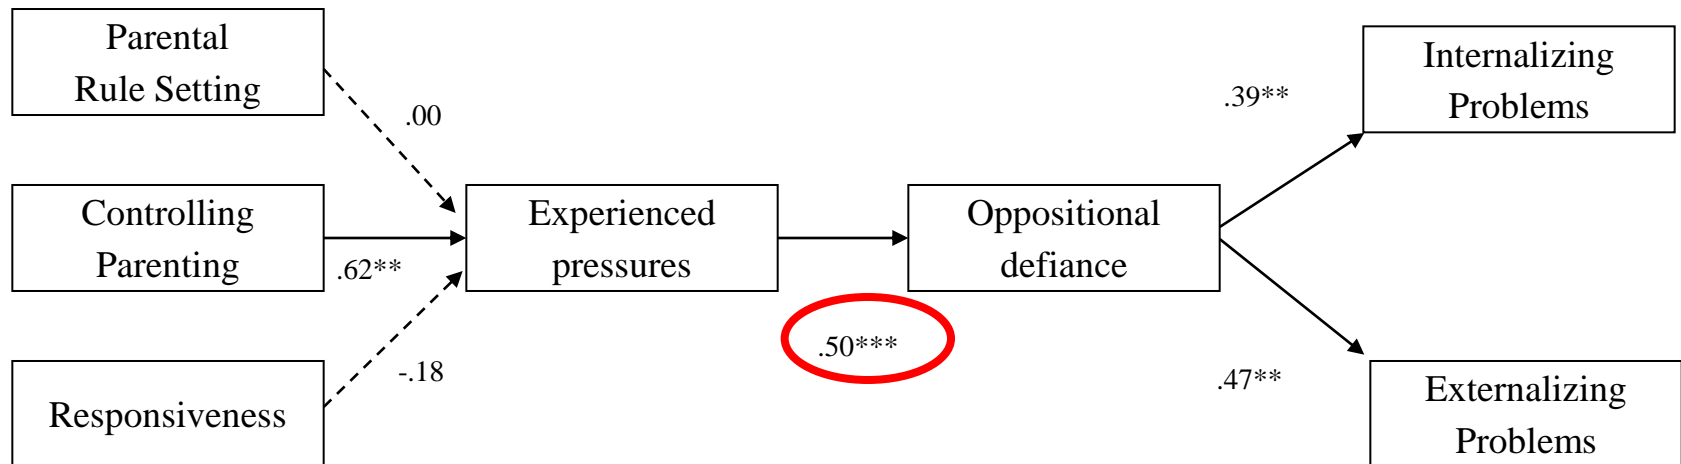 Parental
Rule Setting
.00
Controlling
Parenting
.62**
Responsiveness
-.18
Experienced
pressures
.50***
Oppositional
defiance
.39**
.47**
Internalizing
Problems
Externalizing
Problems